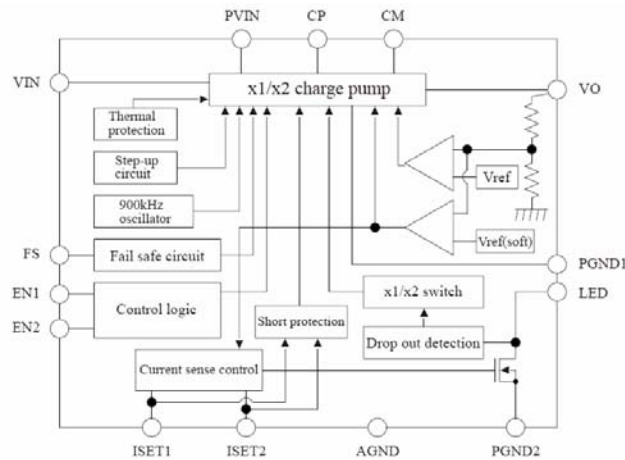 PVIN CP CM
VIN
x1/x2 charge pump
VO
Thermal
protection
Step-up
circuit
Vref
900kHz
oscillator
Vref(soft)
FS
Fail safe circuit
PGND1
EN1
Control logic
x1/x2 switch
LED
EN2
Short protection
Drop out detection
Current sense control
ISET1 ISET2 AGND PGND2